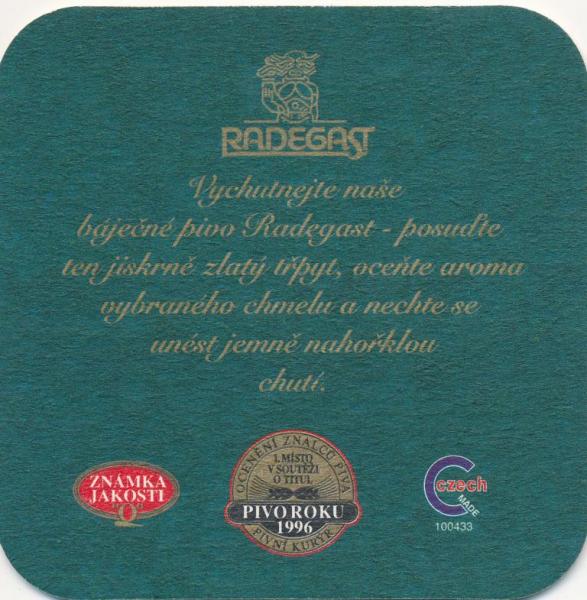 RADEGAST
Vychutnejte naše
báječné pivo Radegast - posuďte
ten jiskrně zlatý třpyt, oceňte aroma
vybraného chmelu a nechte se
unést jemně nahořklou
chutí.
ZNÁMKA
JAKOSTI
Q
OCENĚNÍ ZNALCŮ PIVA
1. MÍSTO
V SOUTĚŽI
O TITUL
PIVO ROKU
1996
PIVNÍ KURÝR
czech
MADE
100433